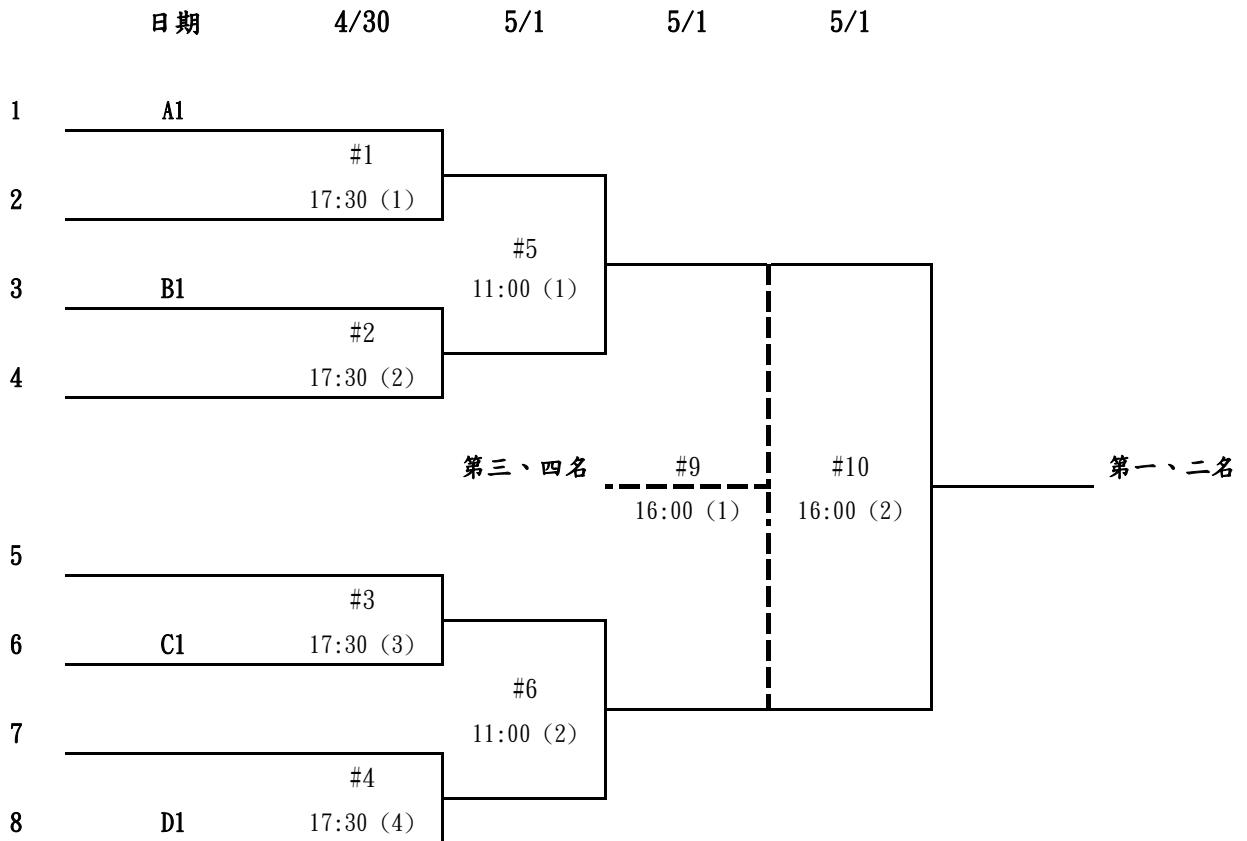 日期 4/30 5/1 5/1 5/1
1 A1
#1
2 17:30 (1)
#5
3 B1 11:00 (1)
#2
4 17:30 (2)
第三、四名 #9 #10 第一、二名
16:00 (1) 16:00 (2)
5
#3
6 C1 17:30 (3)
#6
7 11:00 (2)
#4
8 D1 17:30 (4)